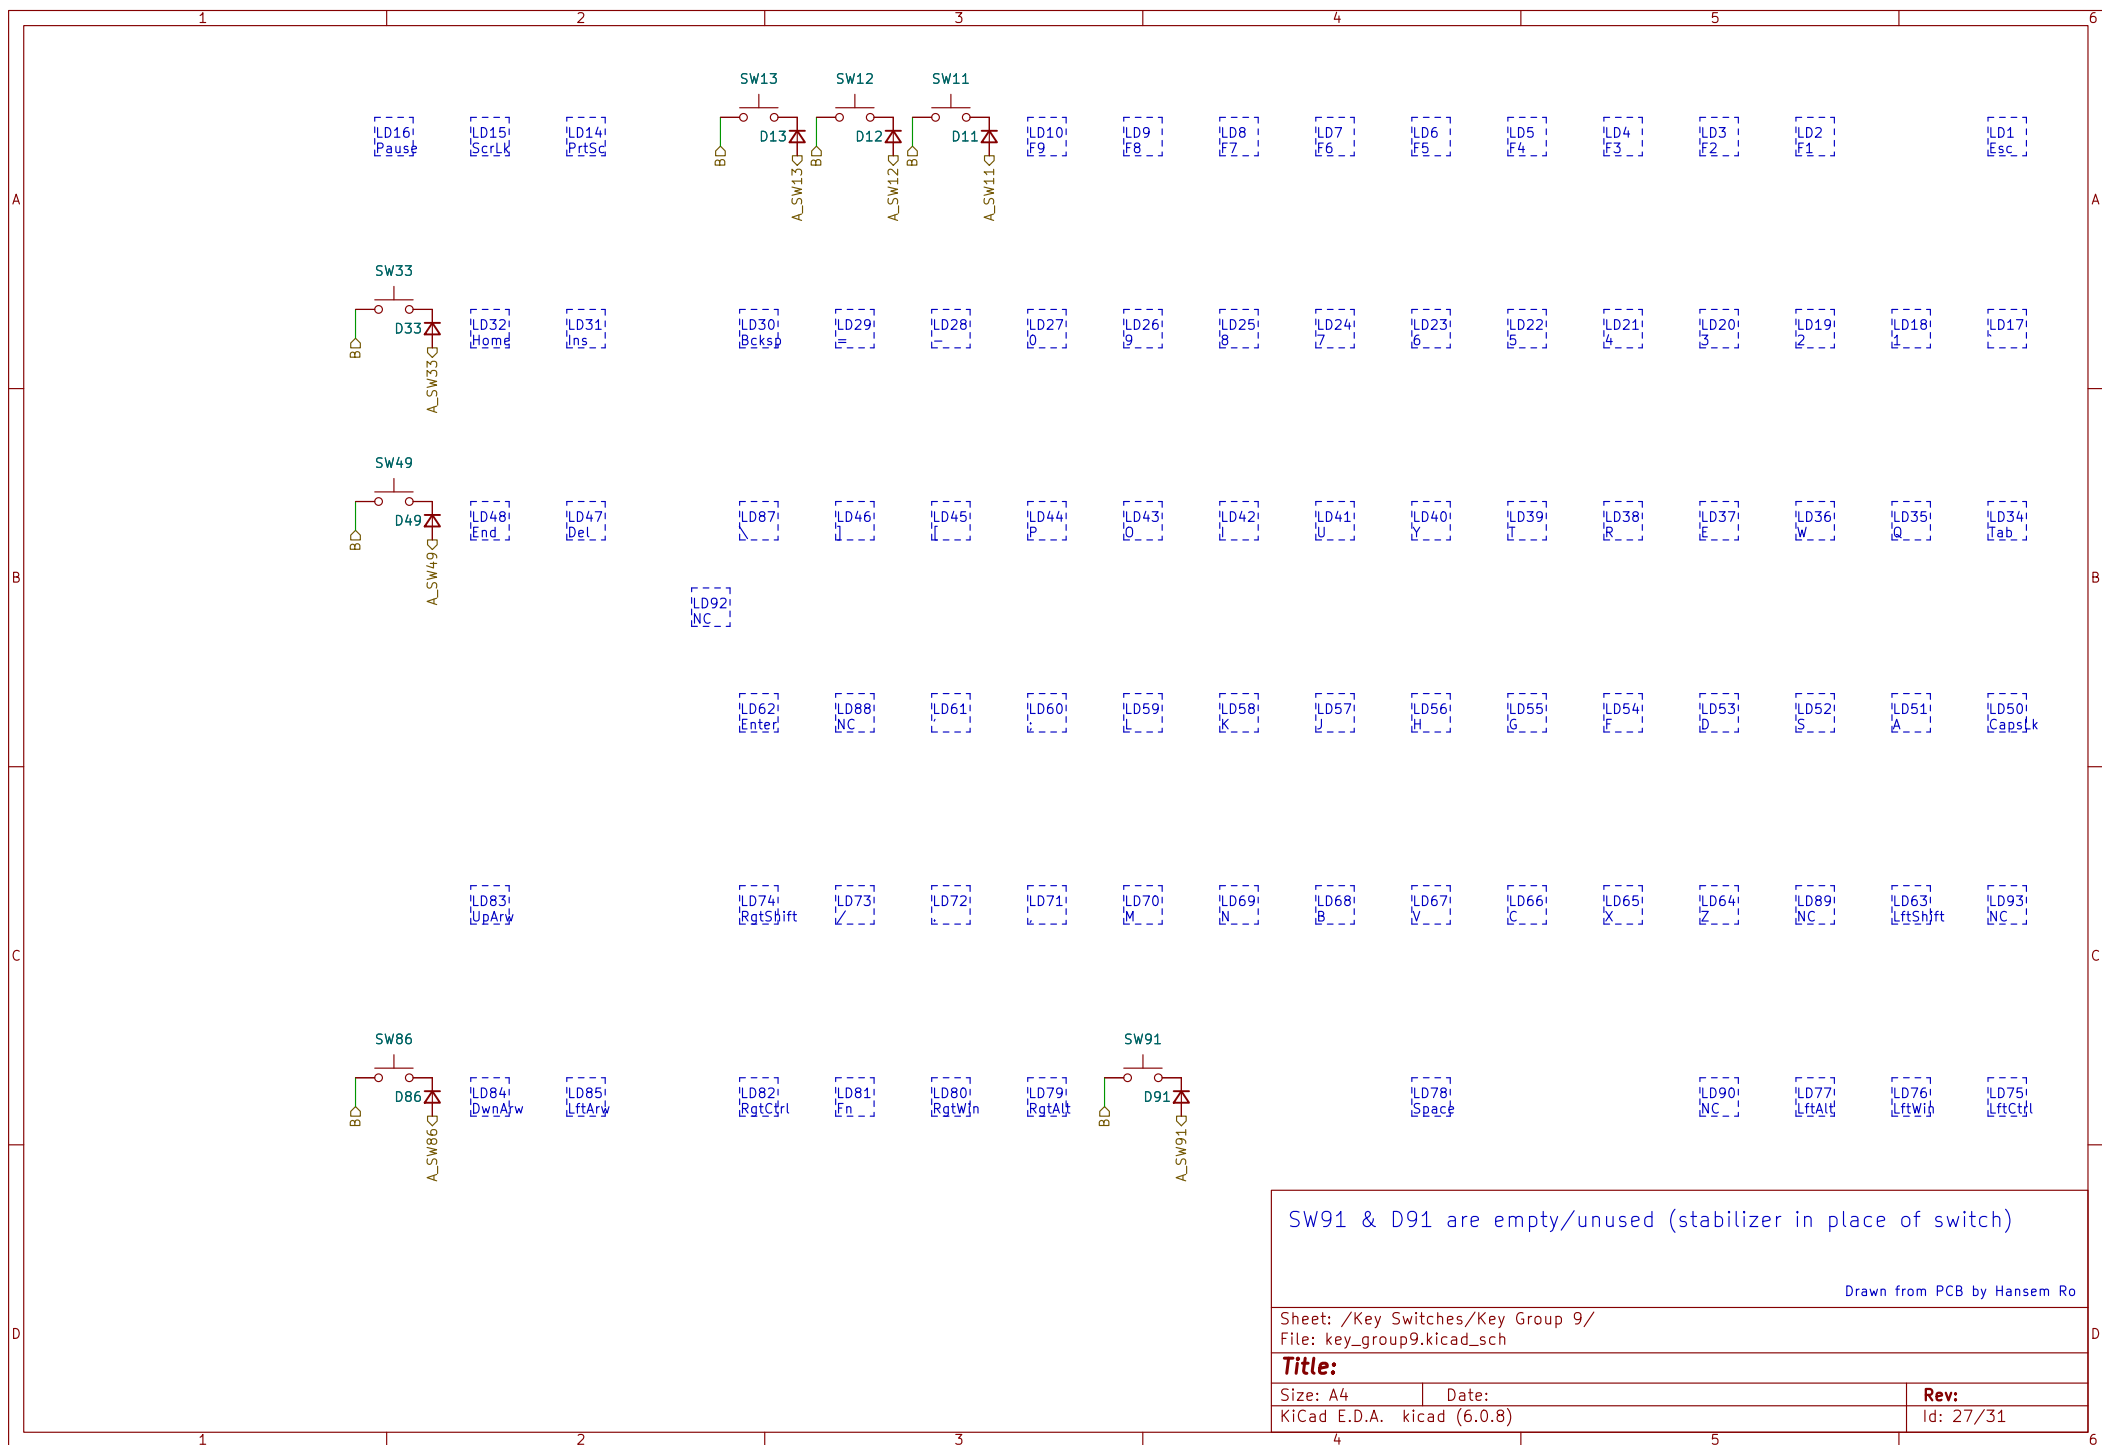 1 2 3 4 5 6
SW13 SW12 SW11
LD16 LD15 LD14 D13 D12 D11 LD10 LD9 LD8 LD7 LD6 LD5 LD4 LD3 LD2 LD1
Pause ScrLk PrtSc F9 F8 F7 F6 F5 F4 F3 F2 F1 Esc
B B B
A_SW13 A_SW12 A_SW11
A A
SW33
D33 LD32 LD31 LD30 LD29 LD28 LD27 LD26 LD25 LD24 LD23 LD22 LD21 LD20 LD19 LD18 LD17
Home Ins Bcksp = - 0 9 8 7 6 5 4 3 2 1 `
B
A_SW33
SW49
D49 LD48 LD47 LD87 LD46 LD45 LD44 LD43 LD42 LD41 LD40 LD39 LD38 LD37 LD36 LD35 LD34
End Del \ ] [ P O I U Y T R E W Q Tab
B
A_SW49
B B
LD92
NC
LD62 LD88 LD61 LD60 LD59 LD58 LD57 LD56 LD55 LD54 LD53 LD52 LD51 LD50
Enter NC ' ; L K J H G F D S A CapsLk
LD83 LD74 LD73 LD72 LD71 LD70 LD69 LD68 LD67 LD66 LD65 LD64 LD89 LD63 LD93
UpArw RgtShift / . , M N B V C X Z NC LftShift NC
C C
SW86 SW91
D86 LD84 LD85 LD82 LD81 LD80 LD79 D91 LD78 LD90 LD77 LD76 LD75
DwnArw LftArw RgtCtrl Fn RgtWin RgtAlt Space NC LftAlt LftWin LftCtrl
B B
A_SW86 A_SW91
SW91 & D91 are empty/unused (stabilizer in place of switch)
Drawn from PCB by Hansem Ro
Sheet: /Key Switches/Key Group 9/
File: key_group9.kicad_sch
D D
Title:
Size: A4 Date: Rev:
KiCad E.D.A. kicad (6.0.8) Id: 27/31
1 2 3 4 5 6